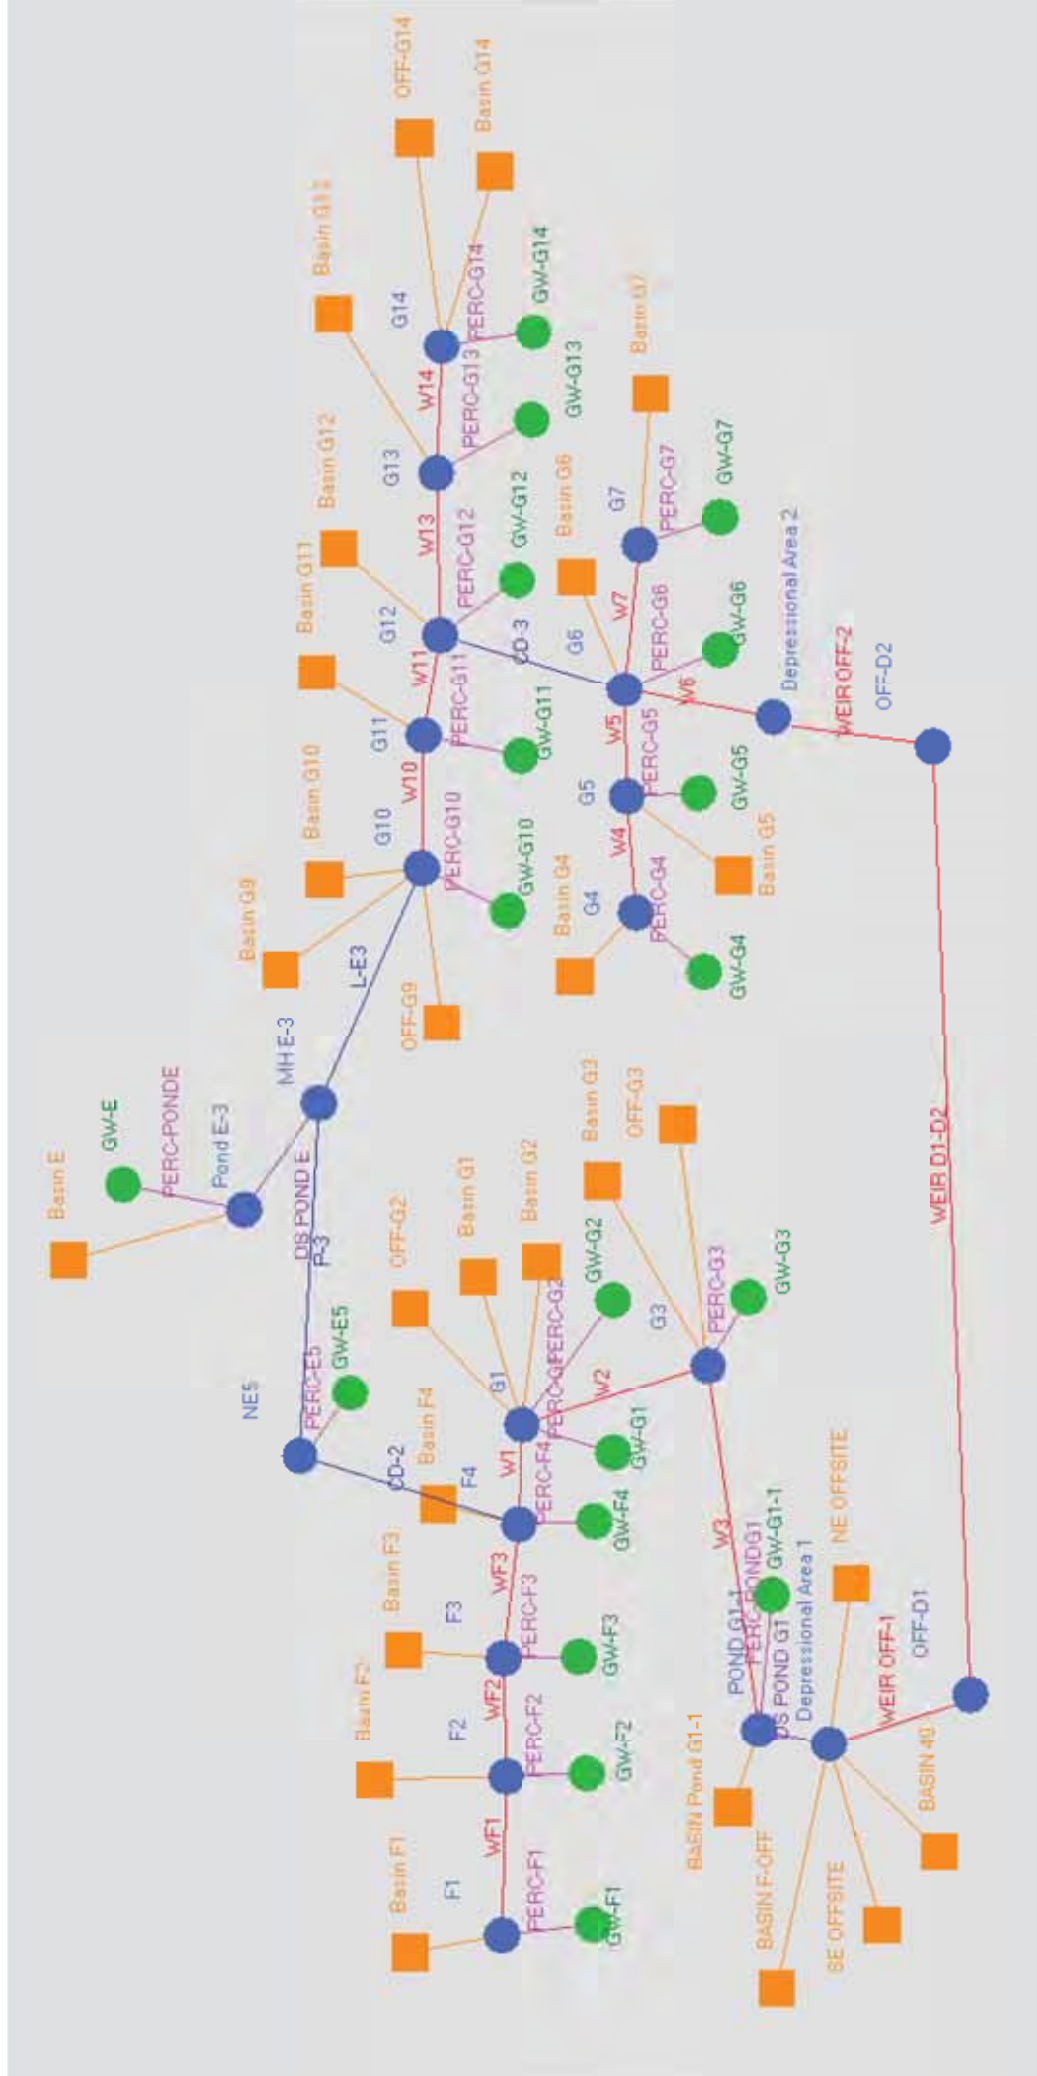 OFF-G14
Basin G14
Basin G13
G14
PERC-G14
GW-G14
W14
PERC-G13
GW-G13
Basin G12
G13
W13
Basin G11
PERC-G12
GW-G12
G12
CD-3
W11
PERC-G11
GW-G11
Basin G10
G11
W10
G10
PERC-G10
GW-G10
Basin G9
L-E3
OFF-G9
Basin G7
Basin G6
G7
PERC-G7
GW-G7
W7
G6
PERC-G6
GW-G6
W6
Depressional Area 2
W5
PERC-G5
GW-G5
G5
WEIR OFF-2
OFF-D2
W4
Basin G5
Basin G4
G4
PERC-G4
GW-G4
MH E-3
GW-E
PERC-PONDE
Pond E-3
Basin E
DS POND E
P-3
NE5
PERC-E5
GW-E5
CD-2
OFF-G2
Basin G1
Basin G2
Basin G3
OFF-G3
GW-G2
PERC-G2
G3
PERC-G3
GW-G3
G1
PERC-G1
W2
GW-G1
W1
Basin F4
F4
PERC-F4
GW-F4
WF3
Basin F3
F3
PERC-F3
GW-F3
WF2
Basin F2
F2
PERC-F2
GW-F2
WF1
Basin F1
F1
PERC-F1
GW-F1
W3
WEIR D1-D2
POND G1-1
PERC-PONDG1
GW-G1-1
DS POND G1
Depressional Area 1
NE OFFSITE
WEIR OFF-1
OFF-D1
BASIN Pond G1-1
BASIN F-OFF
SE OFFSITE
BASIN 40